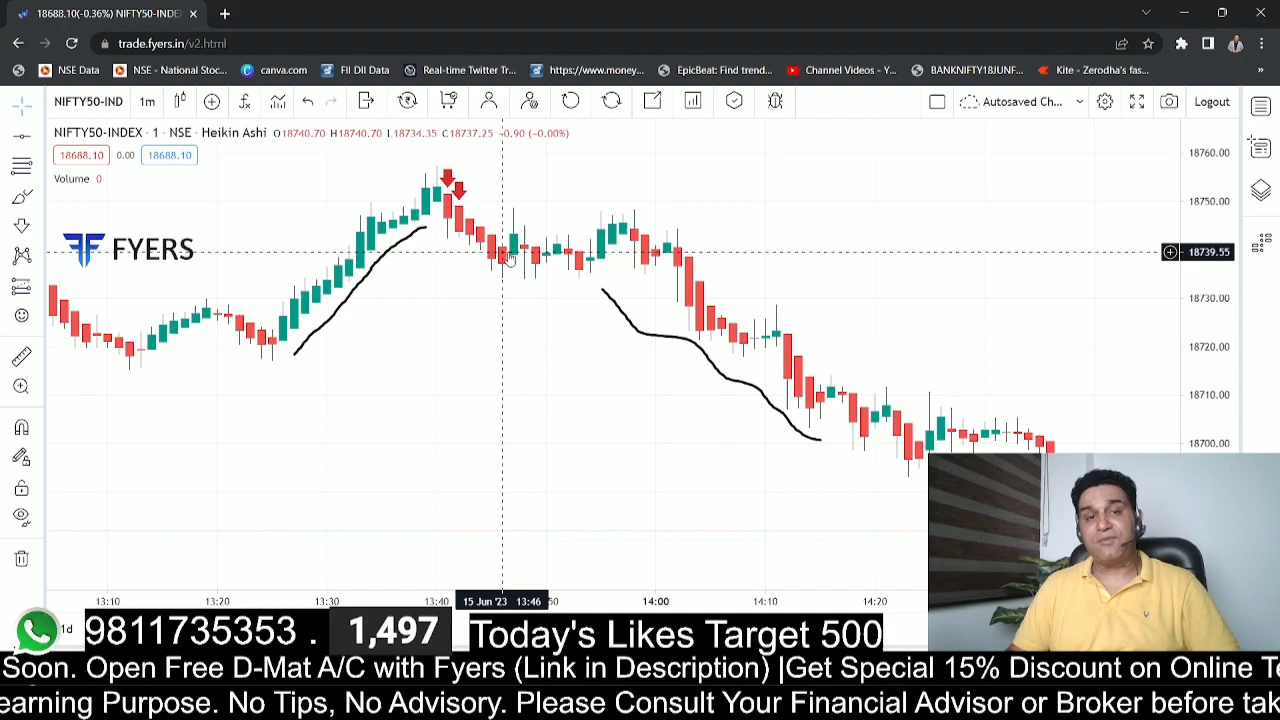 18688.10(-0.36%) NIFTY50-INDE
trade.fyers.in/v2.html
NSE Data
NSE - National Stoc...
canva.com
FII DII Data
Real-time Twitter Tr...
https://www.money...
EpicBeat: Find trend...
Channel Videos - Y...
BANKNIFTY18JUNF...
Kite - Zerodha's fas...
»
NIFTY50-IND
1m
Autosaved Ch...
Logout
NIFTY50-INDEX · 1 · NSE · Heikin Ashi O18740.70 H18740.70 L18734.35 C18737.25 -0.90 (-0.00%)
18688.10 0.00 18688.10
Volume 0
FYERS
18760.00
18750.00
18739.55
18730.00
18720.00
18710.00
18700.00
13:10 13:20 13:30 13:40 15 Jun '23 13:46 50 14:00 14:10 14:20
1d
9811735353 . 1,497 Today's Likes Target 500
Soon. Open Free D-Mat A/C with Fyers (Link in Description) |Get Special 15% Discount on Online
earning Purpose. No Tips, No Advisory. Please Consult Your Financial Advisor or Broker before